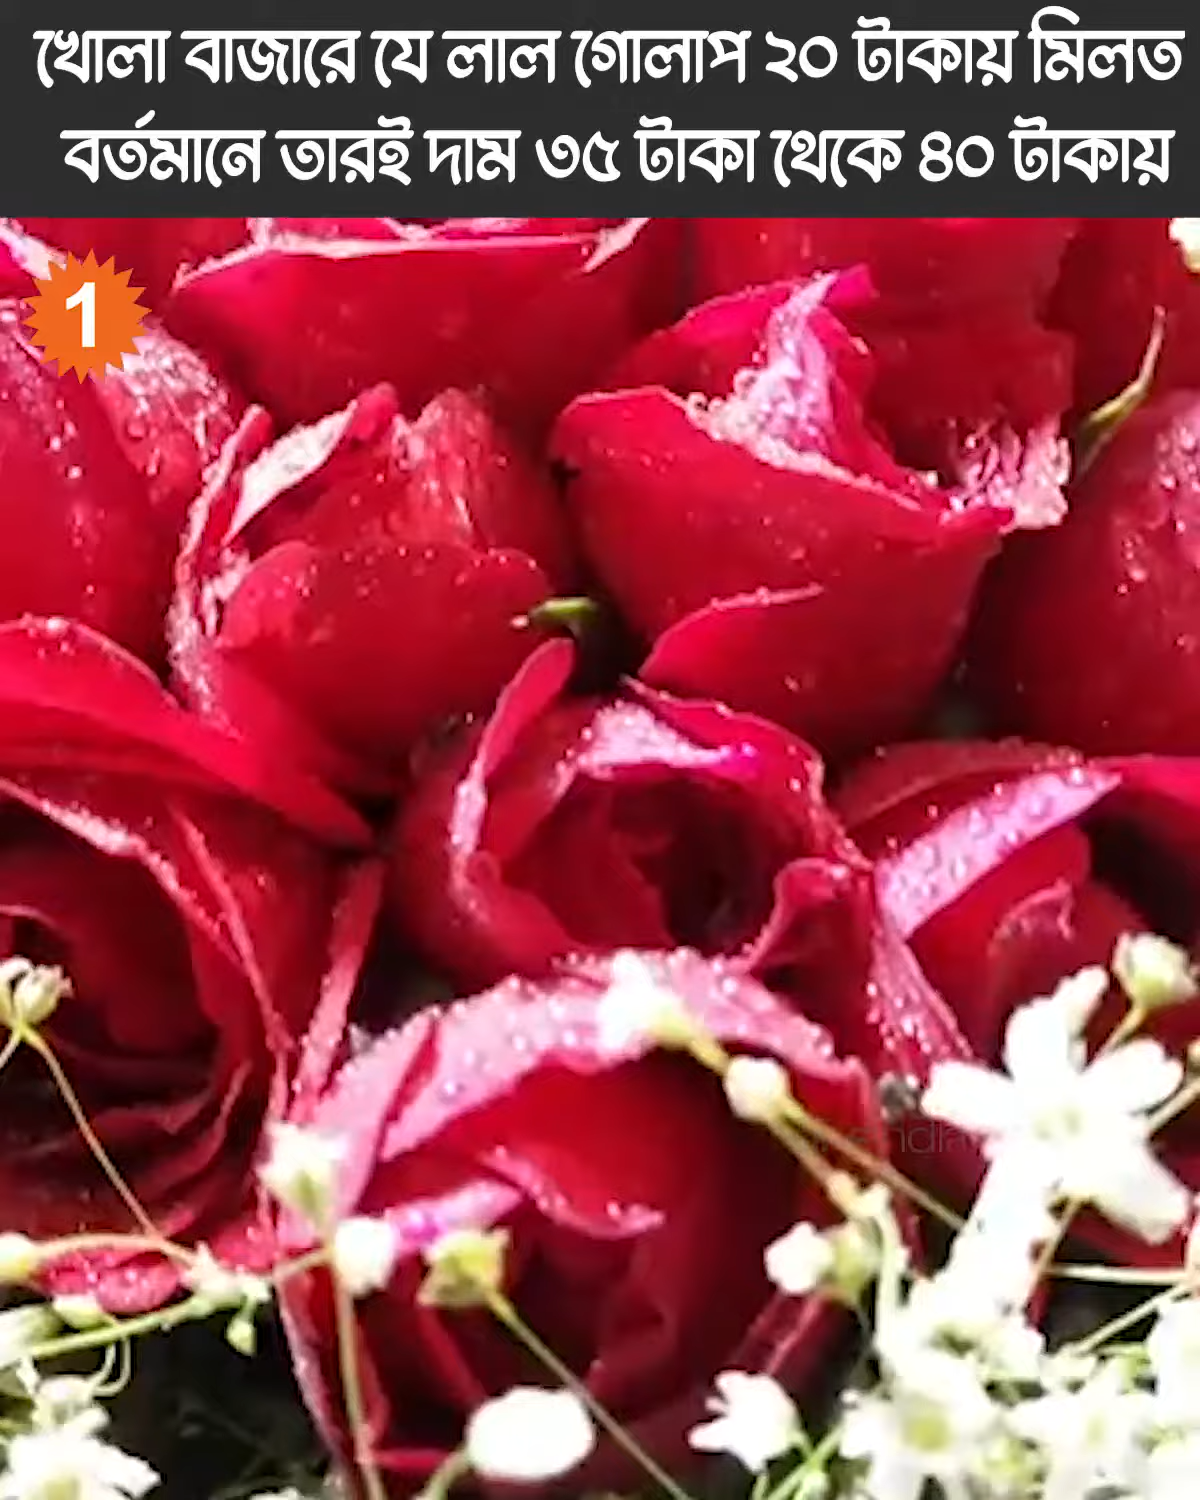 খোলা বাজারে যে লাল গোলাপ ২০ টাকায় মিলত
বর্তমানে তারই দাম ৩৫ টাকা থেকে ৪০ টাকায়
1